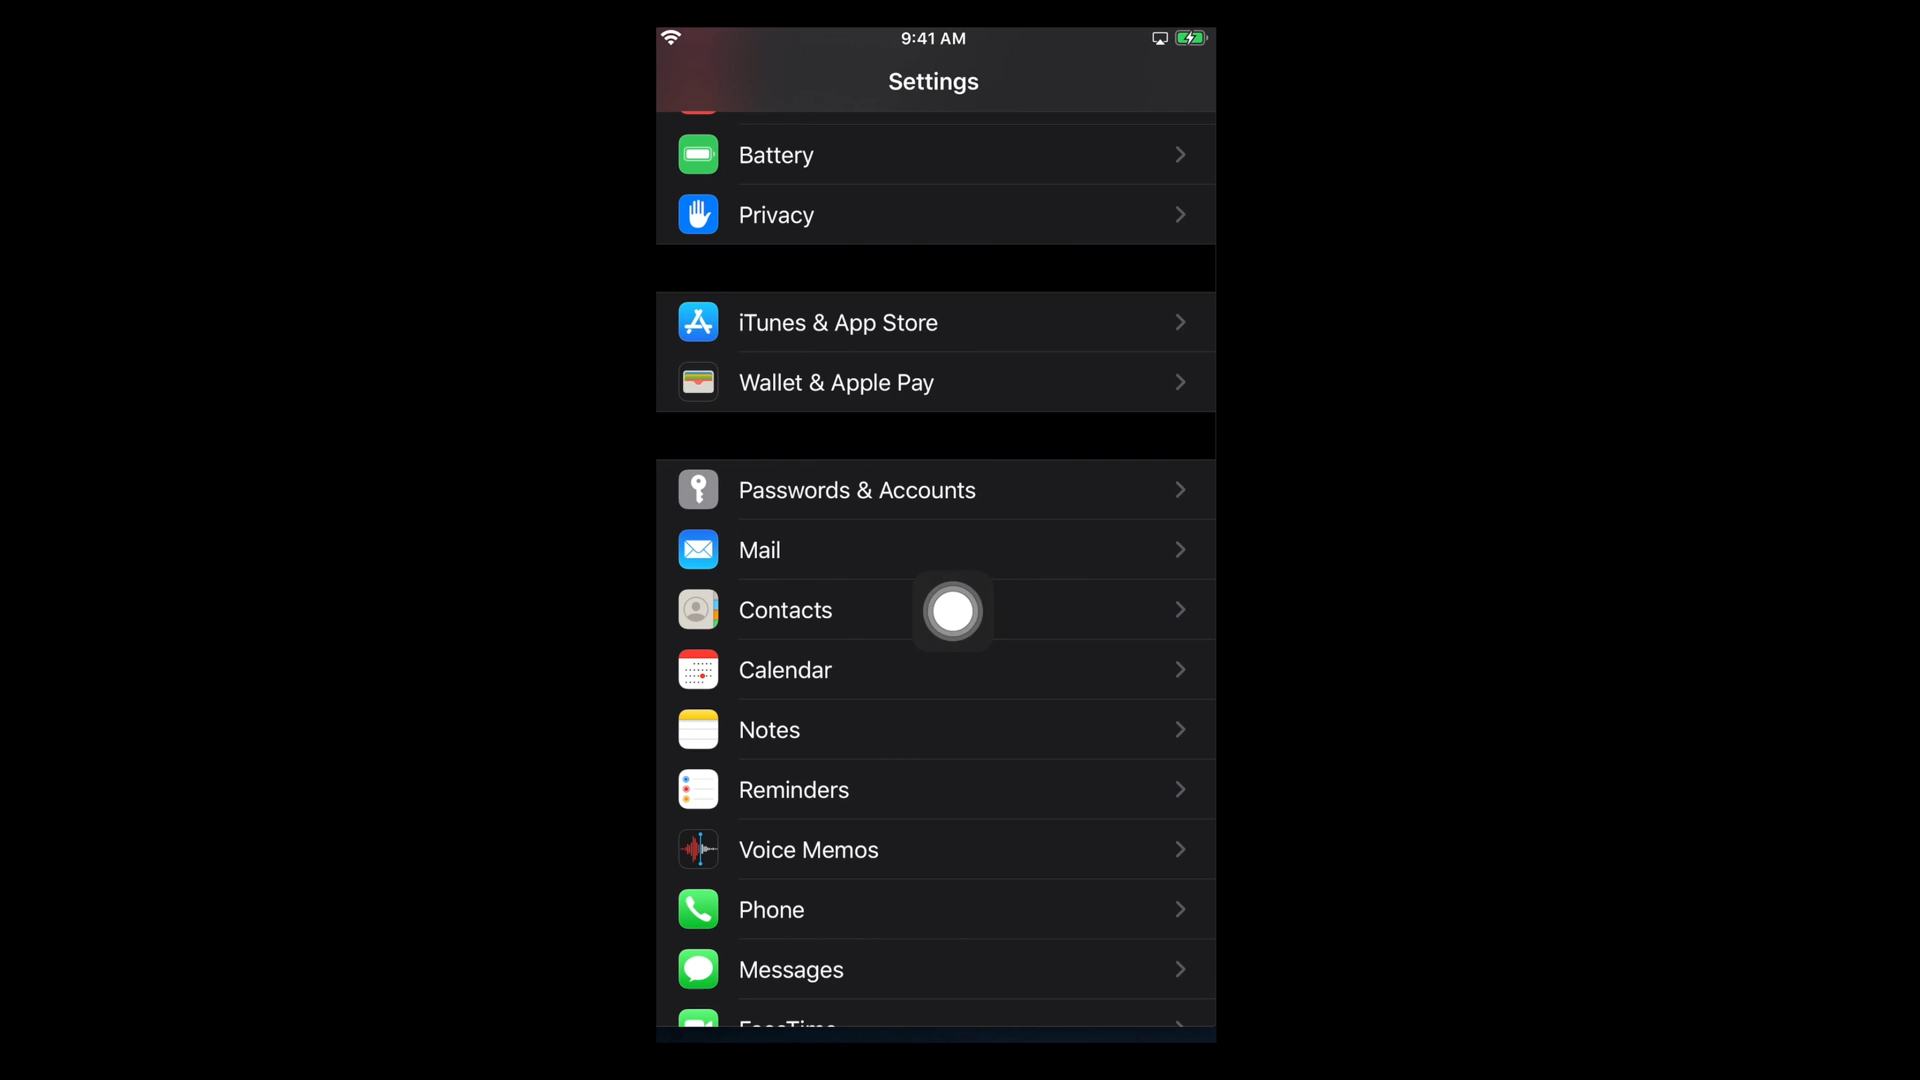 9:41 AM
Settings
Battery
Privacy
iTunes & App Store
Wallet & Apple Pay
Passwords & Accounts
Mail
Contacts
Calendar
Notes
Reminders
Voice Memos
Phone
Messages
FaceTime